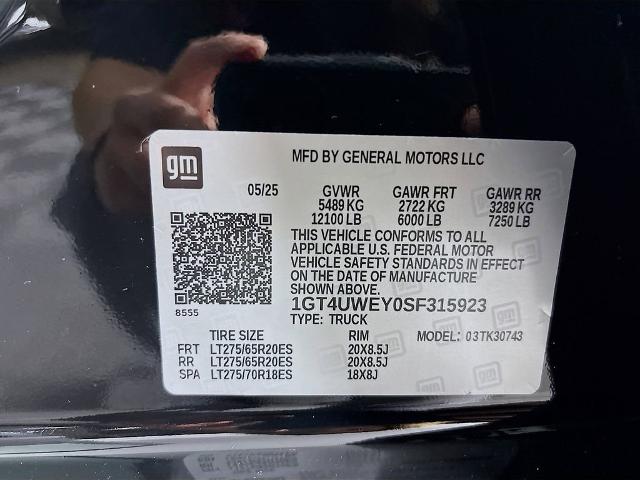 gm
MFD BY GENERAL MOTORS LLC
05/25 GVWR GAWR FRT GAWR RR
5489 KG 2722 KG 3289 KG
12100 LB 6000 LB 7250 LB
THIS VEHICLE CONFORMS TO ALL
APPLICABLE U.S. FEDERAL MOTOR
VEHICLE SAFETY STANDARDS IN EFFECT
ON THE DATE OF MANUFACTURE
SHOWN ABOVE.
8555
1GT4UWEY0SF315923
TYPE: TRUCK
TIRE SIZE RIM MODEL: 03TK30743
FRT LT275/65R20ES 20X8.5J
RR LT275/65R20ES 20X8.5J
SPA LT275/70R18ES 18X8J